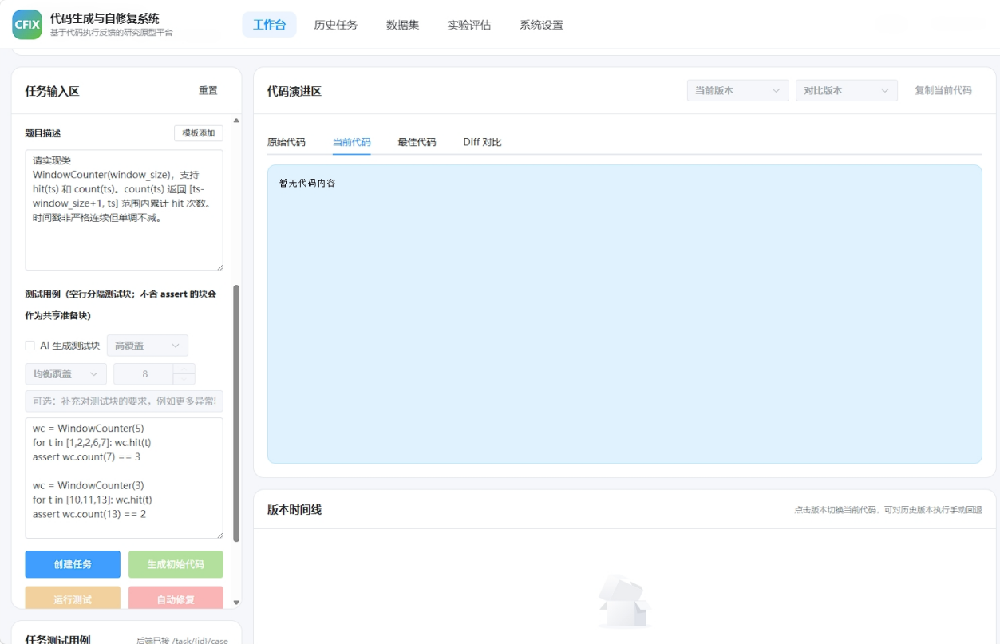 CFIX
代码生成与自修复系统
基于代码执行反馈的研究原型平台
工作台
历史任务
数据集
实验评估
系统设置
任务输入区
重置
题目描述
模板添加
请实现类
WindowCounter(window_size)，支持
hit(ts) 和 count(ts)。count(ts) 返回 [ts-
window_size+1, ts] 范围内累计 hit 次数。
时间戳非严格连续但单调不减。
测试用例（空行分隔测试块；不含 assert 的块会
作为共享准备块）
AI 生成测试块
高覆盖
均衡覆盖
8
可选：补充对测试块的要求，例如更多异常
wc = WindowCounter(5)
for t in [1,2,2,6,7]: wc.hit(t)
assert wc.count(7) == 3
wc = WindowCounter(3)
for t in [10,11,13]: wc.hit(t)
assert wc.count(13) == 2
创建任务
生成初始代码
运行测试
自动修复
任务测试用例
后端已接 /task/{id}/case
代码演进区
当前版本
对比版本
复制当前代码
原始代码
当前代码
最佳代码
Diff 对比
暂无代码内容
版本时间线
点击版本切换当前代码，可对历史版本执行手动回退